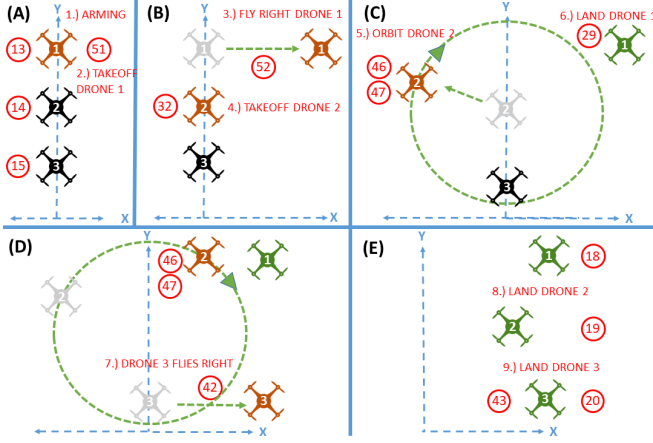 (A)
Y
1.) ARMING
13
1
51
2.) TAKEOFF
DRONE 1
14
2
15
3
X
(B)
Y
3.) FLY RIGHT DRONE 1
1
1
52
32
2
4.) TAKEOFF DRONE 2
3
X
(C)
Y
6.) LAND DRONE 1
29
1
5.) ORBIT DRONE 2
46
47
2
2
3
X
(D)
Y
46
47
2
1
2
7.) DRONE 3 FLIES RIGHT
42
3
3
X
(E)
Y
1
18
8.) LAND DRONE 2
2
19
9.) LAND DRONE 3
43
3
20
X